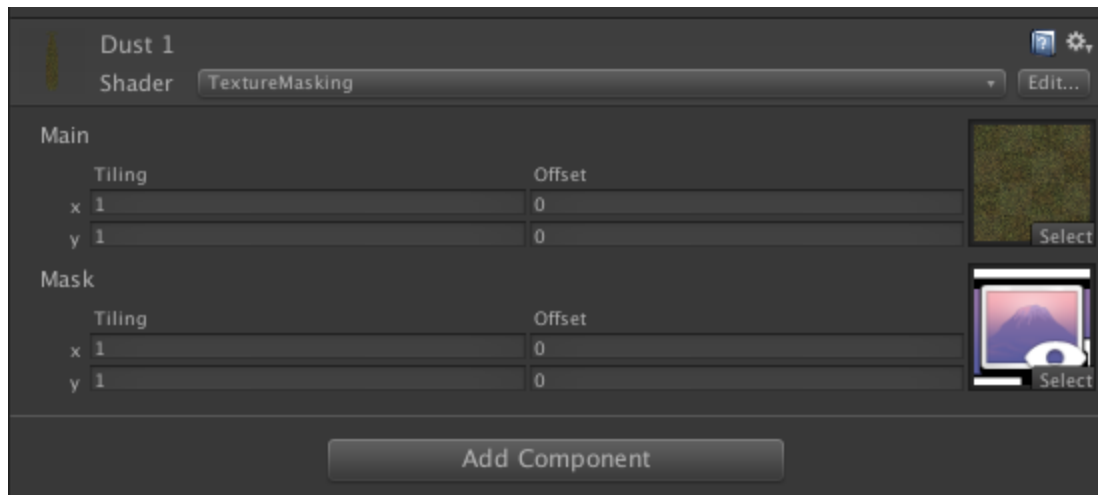 Dust 1
Shader TextureMasking Edit...
Main
Tiling Offset
x 1 0
y 1 0
Select
Mask
Tiling Offset
x 1 0
y 1 0
Select
Add Component